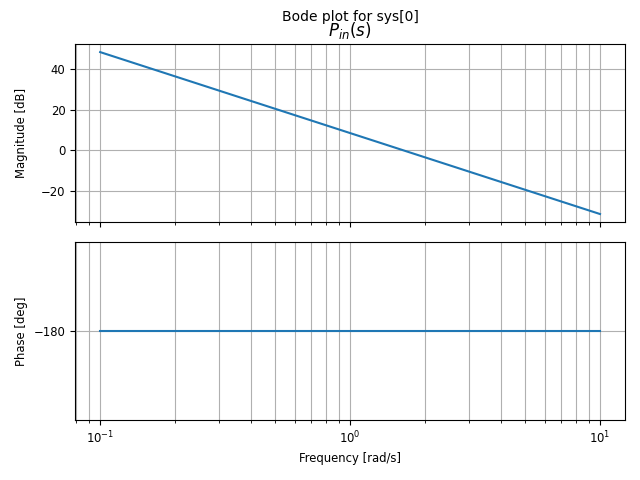 Bode plot for sys[0]
P_in(s)
Magnitude [dB]
40
20
0
−20
Phase [deg]
−180
10^−1
10^0
10^1
Frequency [rad/s]